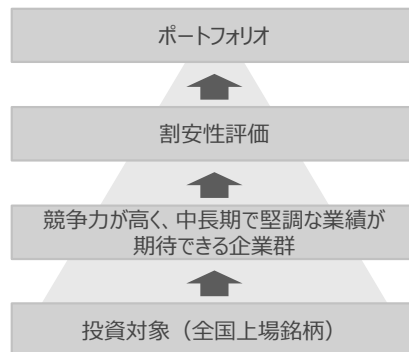 ポートフォリオ
割安性評価
競争力が高く、中長期で堅調な業績が
期待できる企業群
投資対象（全国上場銘柄）